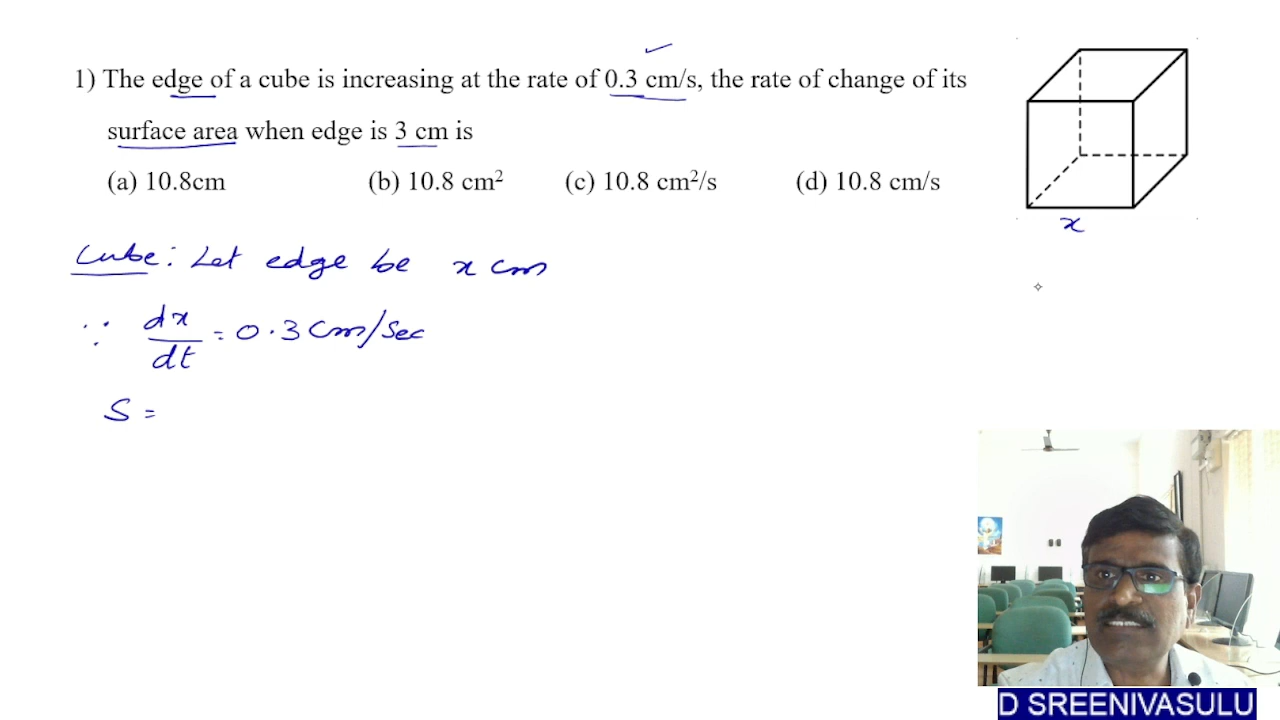 1) The edge of a cube is increasing at the rate of 0.3 cm/s, the rate of change of its
surface area when edge is 3 cm is
(a) 10.8cm (b) 10.8 cm² (c) 10.8 cm²/s (d) 10.8 cm/s
x
Cube: Let edge be x cm
∵ dx/dt = 0.3 cm/sec
S =
D SREENIVASULU